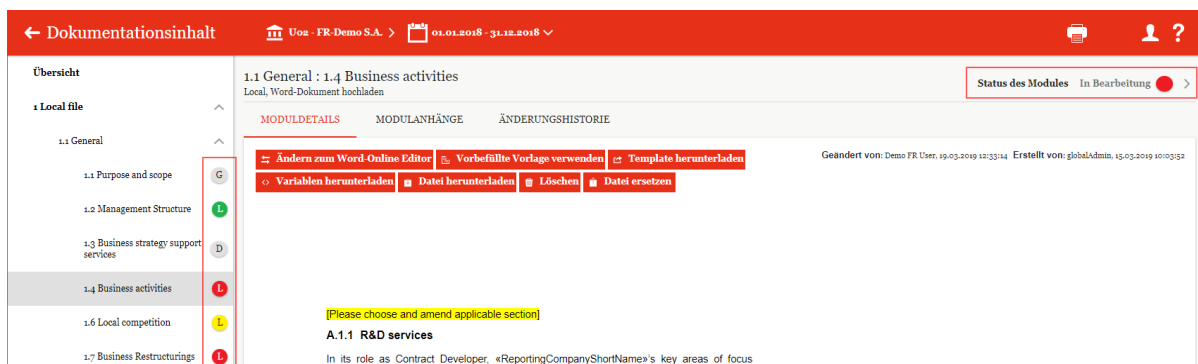 Dokumentationsinhalt
U02 - FR-Demo S.A.
01.01.2018 - 31.12.2018
?
Übersicht
1 Local file
1.1 General
1.1 Purpose and scope
G
1.2 Management Structure
L
1.3 Business strategy support
services
D
1.4 Business activities
L
1.6 Local competition
L
1.7 Business Restructurings
L
1.1 General : 1.4 Business activities
Local, Word-Dokument hochladen
Status des Modules In Bearbeitung
MODULDETAILS MODULANHÄNGE ÄNDERUNGSHISTORIE
Ändern zum Word-Online Editor Vorbefüllte Vorlage verwenden Template herunterladen
Variablen herunterladen Datei herunterladen Löschen Datei ersetzen
Geändert von: Demo FR User, 19.03.2019 12:33:14 Erstellt von: globalAdmin, 15.03.2019 10:03:52
[Please choose and amend applicable section]
A.1.1 R&D services
In its role as Contract Developer, «ReportingCompanyShortName»'s key areas of focus